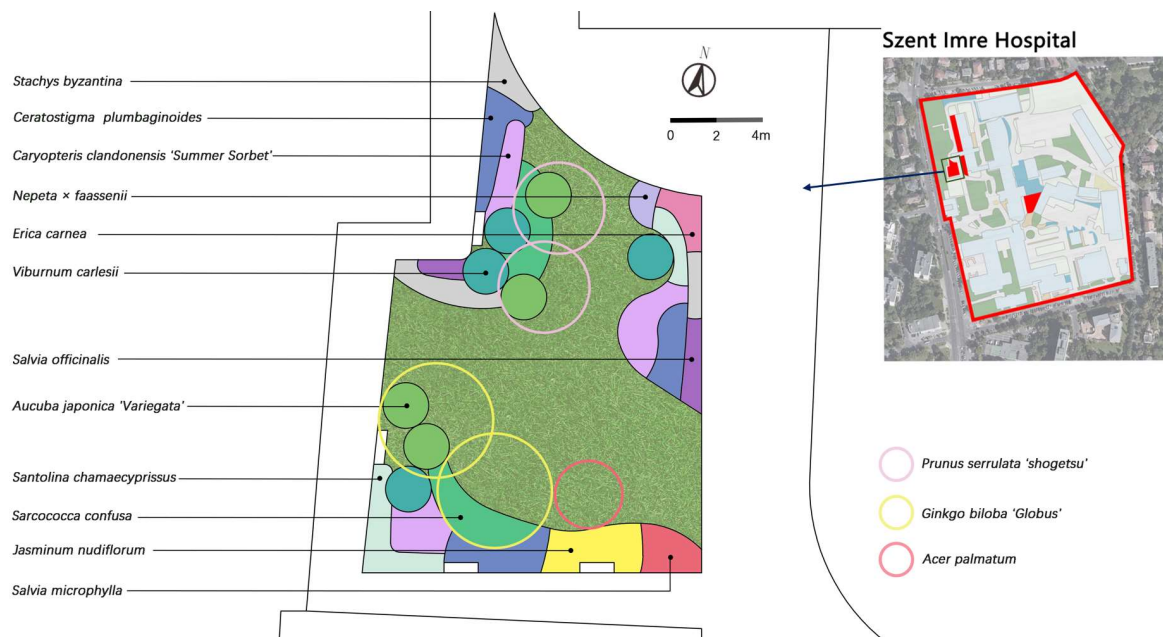 Szent Imre Hospital
N
0 2 4m
Stachys byzantina
Ceratostigma plumbaginoides
Caryopteris clandonensis 'Summer Sorbet'
Nepeta × faassenii
Erica carnea
Viburnum carlesii
Salvia officinalis
Aucuba japonica 'Variegata'
Santolina chamaecyprissus
Sarcococca confusa
Jasminum nudiflorum
Salvia microphylla
Prunus serrulata 'shogetsu'
Ginkgo biloba 'Globus'
Acer palmatum